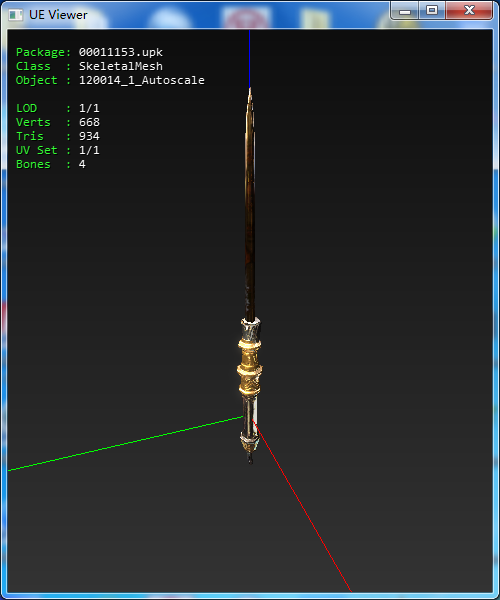 UE Viewer
Package: 00011153.upk
Class : SkeletalMesh
Object : 120014_1_Autoscale
LOD : 1/1
Verts : 668
Tris : 934
UV Set : 1/1
Bones : 4